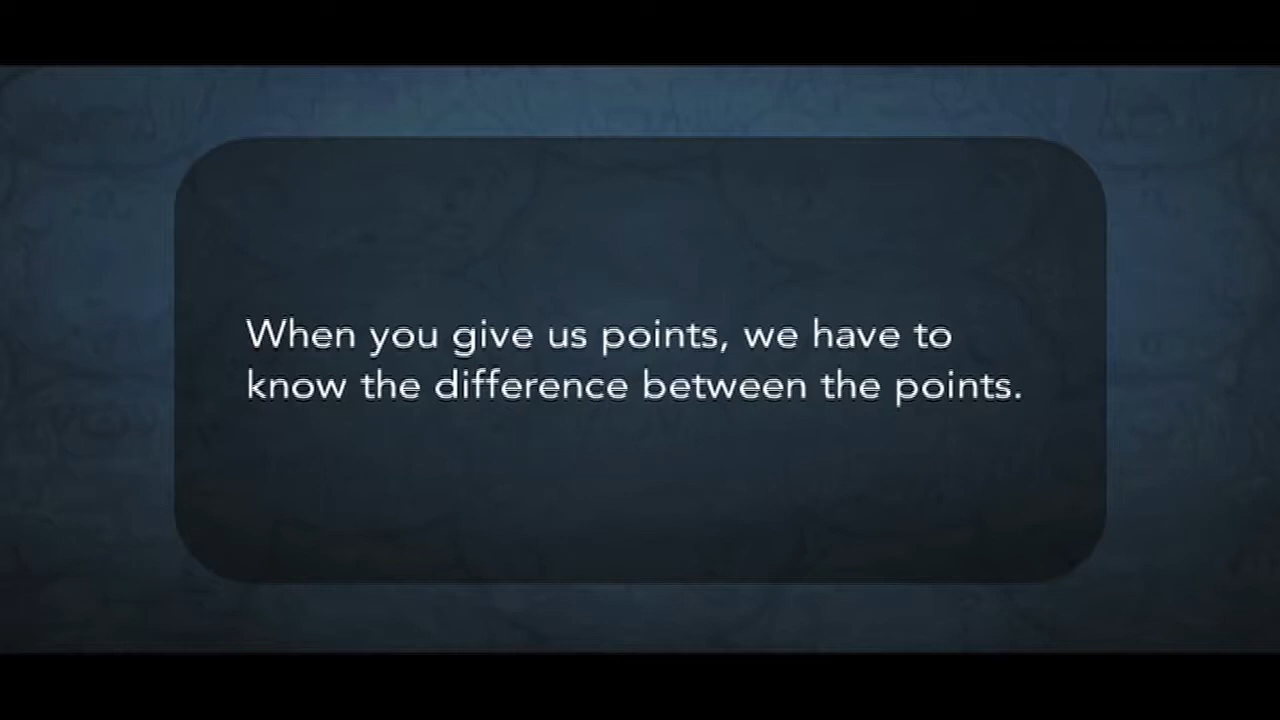 When you give us points, we have to
know the difference between the points.